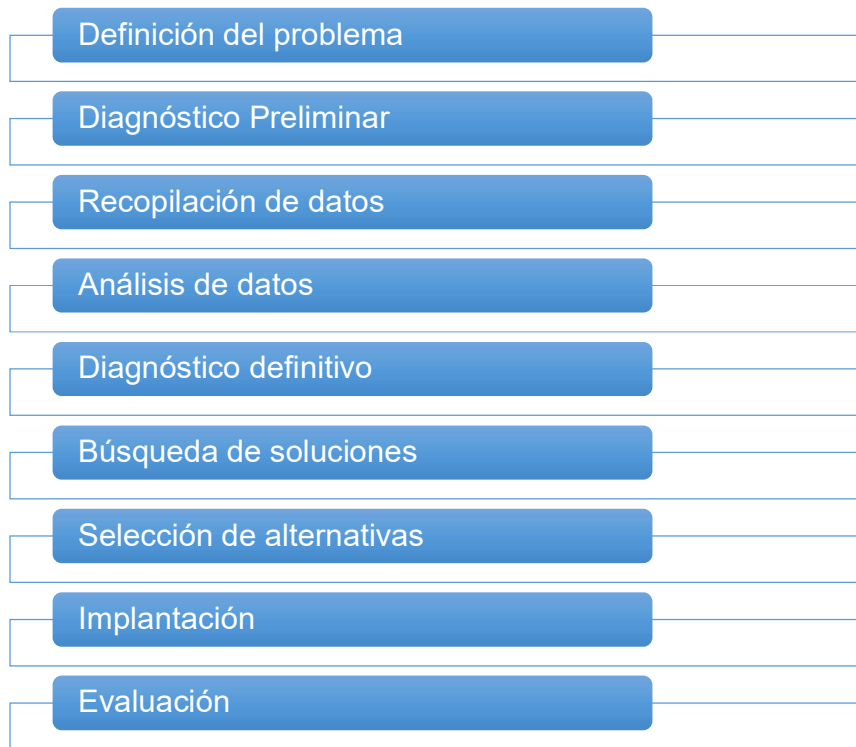 Definición del problema
Diagnóstico Preliminar
Recopilación de datos
Análisis de datos
Diagnóstico definitivo
Búsqueda de soluciones
Selección de alternativas
Implantación
Evaluación